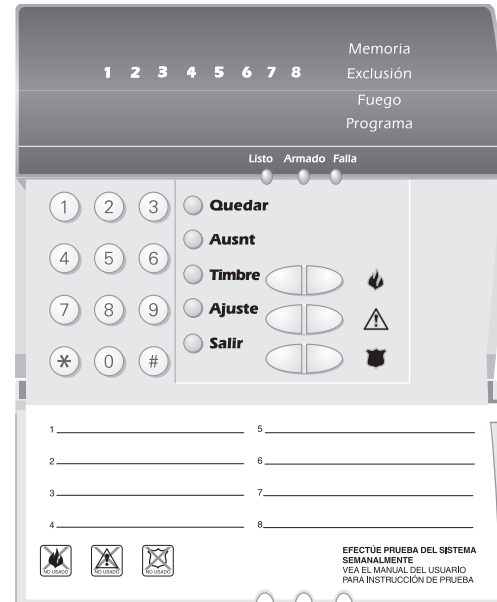 Memoria
1 2 3 4 5 6 7 8 Exclusión
Fuego
Programa
Listo Armado Falla
1 2 3 Quedar
Ausnt
4 5 6
Timbre
7 8 9 Ajuste
Salir
* 0 #
1 5
2 6
3 7
4 8
NO USADO NO USADO NO USADO
EFECTÚE PRUEBA DEL SISTEMA
SEMANALMENTE
VEA EL MANUAL DEL USUARÍO
PARA INSTRUCCIÓN DE PRUEBA